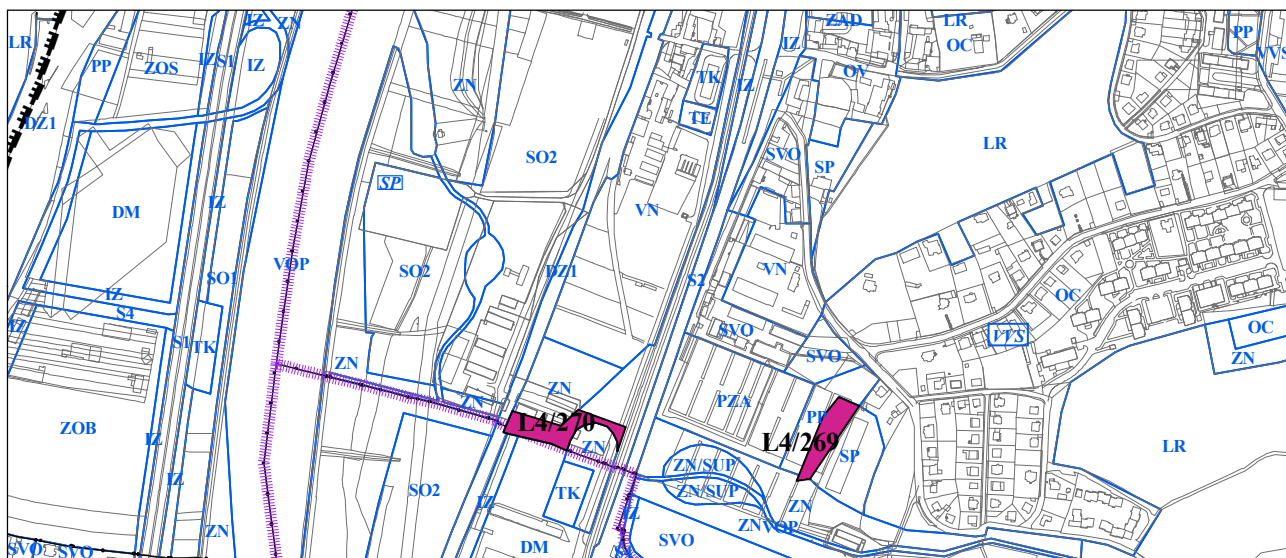 IZ
ZN
ZAD
LR
OC
PP
VVS
LR
PP
ZOS
IZ
S1
IZ
ZN
TK
IZ
OV
DZ1
TE
SVO
SP
LR
SO2
SP
DM
IZ
VN
VOP
SO1
SO2
DZ1
S2
VN
OC
IZ
S4
IZ
S1
TK
SVO
SVO
VVS
OC
ZN
ZN
ZN
ZN
PZA
PP
ZOB
L4/270
L4/269
ZN
SP
LR
IZ
IZ
SO2
IZ
TK
ZN/SUP
ZN/SUP
ZN
ZN
VOP
IZ
ZN
SVO
SVO
DM
SVO